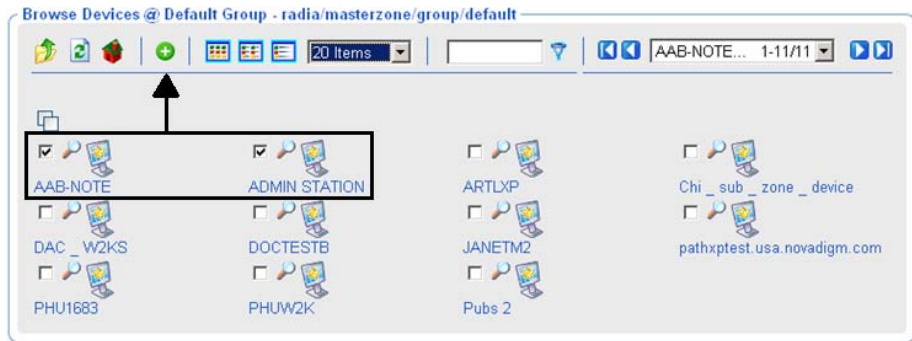 Browse Devices @ Default Group - radia/masterzone/group/default
20 Items
AAB-NOTE... 1-11/11
AAB-NOTE ADMIN STATION ARTLXP Chi _ sub _ zone _ device
DAC _ W2KS DOCTESTB JANETM2 pathxptest.usa.novadigm.com
PHU1683 PHUW2K Pubs 2